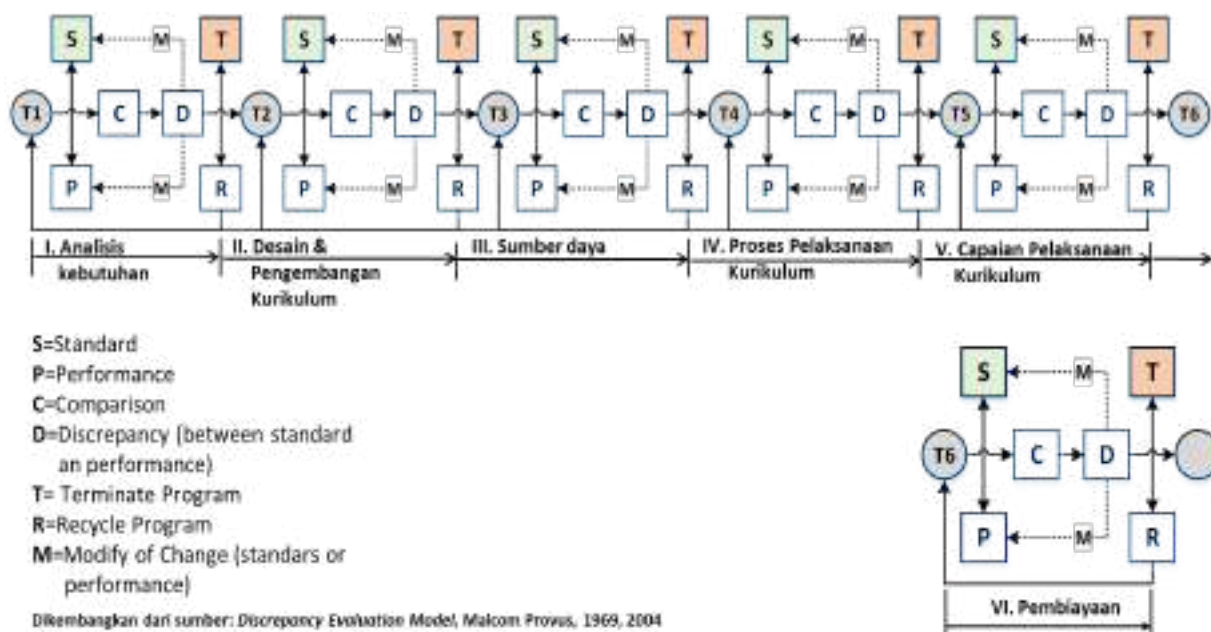 S M T S M T S M T S M T S M T
T1 C D T2 C D T3 C D T4 C D T5 C D T6
P M R P M R P M R P M R P M R
I. Analisis
kebutuhan
II. Desain &
Pengembangan
Kurikulum
III. Sumber daya
IV. Proses Pelaksanaan
Kurikulum
V. Capaian Pelaksanaan
Kurikulum
S=Standard
P=Performance
C=Comparison
D=Discrepancy (between standard
an performance)
T= Terminate Program
R=Recycle Program
M=Modify of Change (standars or
performance)
Dikembangkan dari sumber: Discrepancy Evaluation Model, Malcom Provus, 1969, 2004
S M T
T6 C D
P M R
VI. Pembiayaan